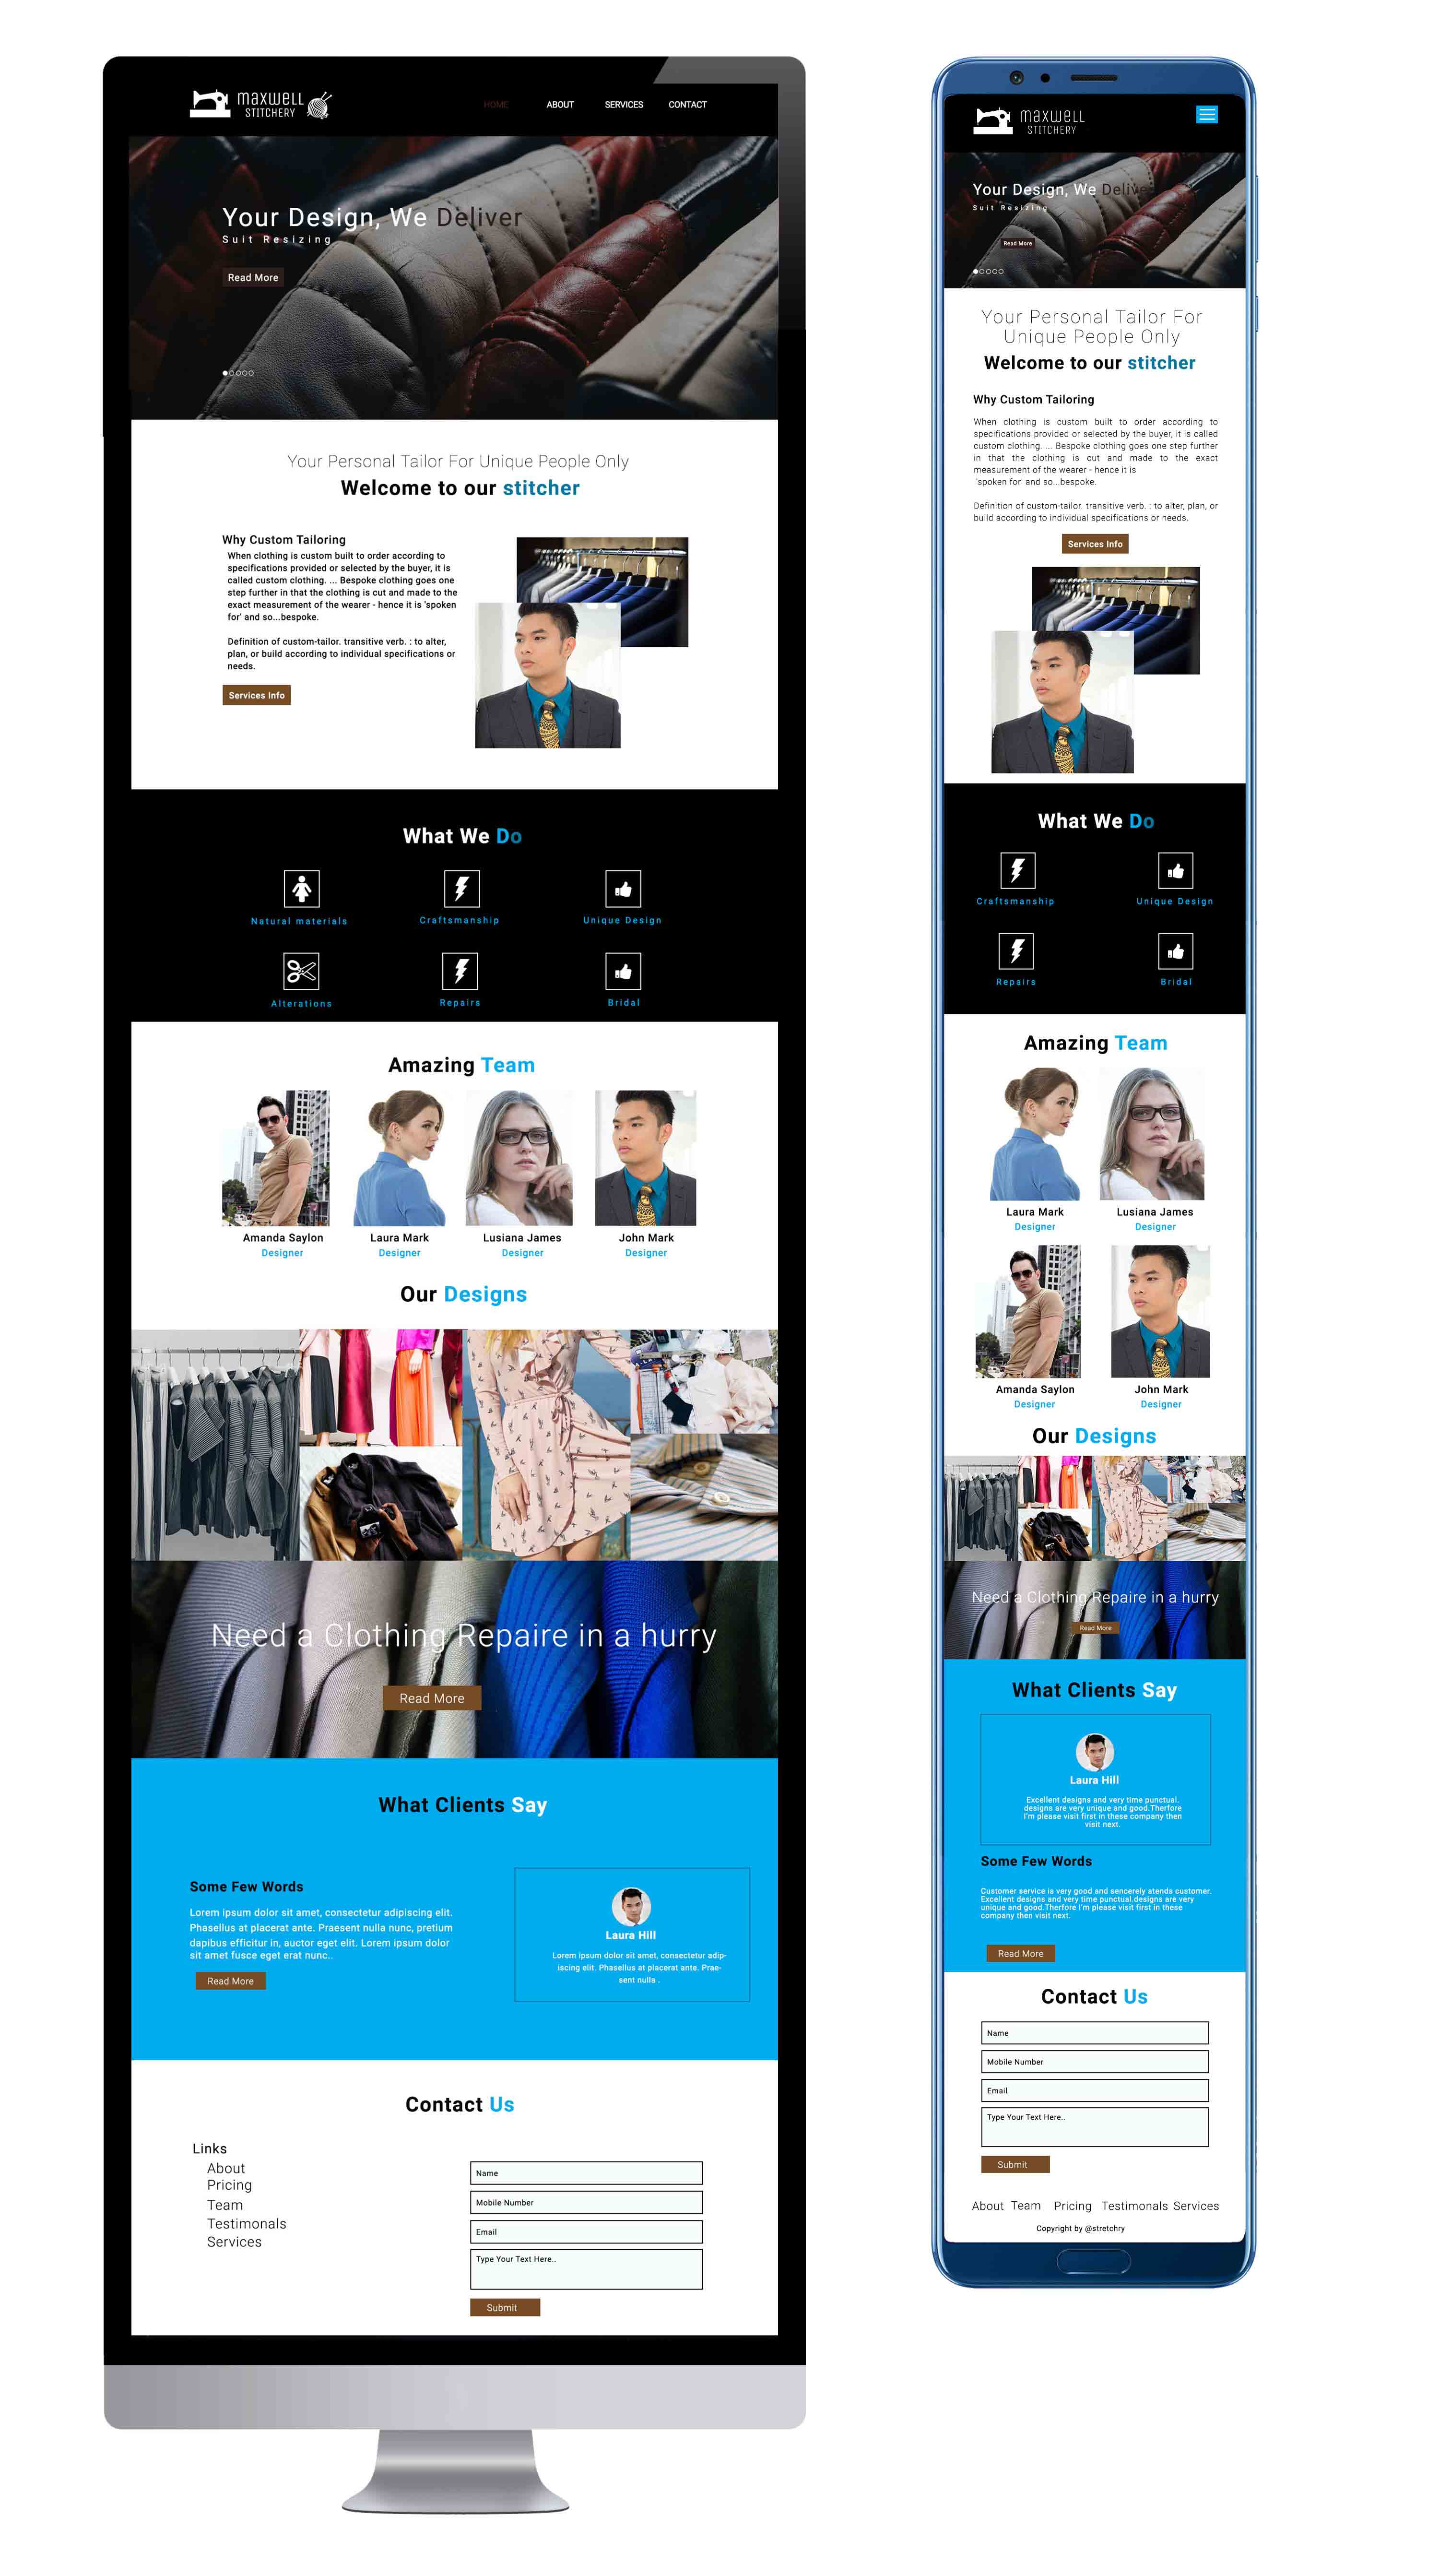 maxwell
STITCHERY
HOME ABOUT SERVICES CONTACT
Your Design, We Deliver
Suit Resizing
Read More
Your Personal Tailor For Unique People Only
Welcome to our stitcher
Why Custom Tailoring
When clothing is custom built to order according to
specifications provided or selected by the buyer, it is
called custom clothing. ... Bespoke clothing goes one
step further in that the clothing is cut and made to the
exact measurement of the wearer - hence it is 'spoken
for' and so...bespoke.
Definition of custom-tailor. transitive verb. : to alter,
plan, or build according to individual specifications or
needs.
Services Info
What We Do
Natural materials Craftsmanship Unique Design
Alterations Repairs Bridal
Amazing Team
Amanda Saylon Laura Mark Lusiana James John Mark
Designer Designer Designer Designer
Our Designs
Need a Clothing Repaire in a hurry
Read More
What Clients Say
Some Few Words
Lorem ipsum dolor sit amet, consectetur adipiscing elit.
Phasellus at placerat ante. Praesent nulla nunc, pretium
dapibus efficitur in, auctor eget elit. Lorem ipsum dolor
sit amet fusce eget erat nunc..
Read More
Laura Hill
Lorem ipsum dolor sit amet, consectetur adip-
iscing elit. Phasellus at placerat ante. Prae-
sent nulla .
Contact Us
Links
About
Pricing
Team
Testimonals
Services
Name
Mobile Number
Email
Type Your Text Here..
Submit
maxwell
STITCHERY
Your Design, We Deliver
Suit Resizing
Read More
Your Personal Tailor For
Unique People Only
Welcome to our stitcher
Why Custom Tailoring
When clothing is custom built to order according to
specifications provided or selected by the buyer, it is called
custom clothing. ... Bespoke clothing goes one step further
in that the clothing is cut and made to the exact
measurement of the wearer - hence it is
'spoken for' and so...bespoke.
Definition of custom-tailor. transitive verb. : to alter, plan, or
build according to individual specifications or needs.
Services Info
What We Do
Craftsmanship Unique Design
Repairs Bridal
Amazing Team
Laura Mark Lusiana James
Designer Designer
Amanda Saylon John Mark
Designer Designer
Our Designs
Need a Clothing Repaire in a hurry
Read More
What Clients Say
Laura Hill
Excellent designs and very time punctual.
designs are very unique and good.Therfore
I'm please visit first in these company then
visit next.
Some Few Words
Customer service is very good and sencerely atends customer.
Excellent designs and very time punctual.designs are very
unique and good.Therfore I'm please visit first in these
company then visit next.
Read More
Contact Us
Name
Mobile Number
Email
Type Your Text Here..
Submit
About Team Pricing Testimonals Services
Copyright by @stretchry